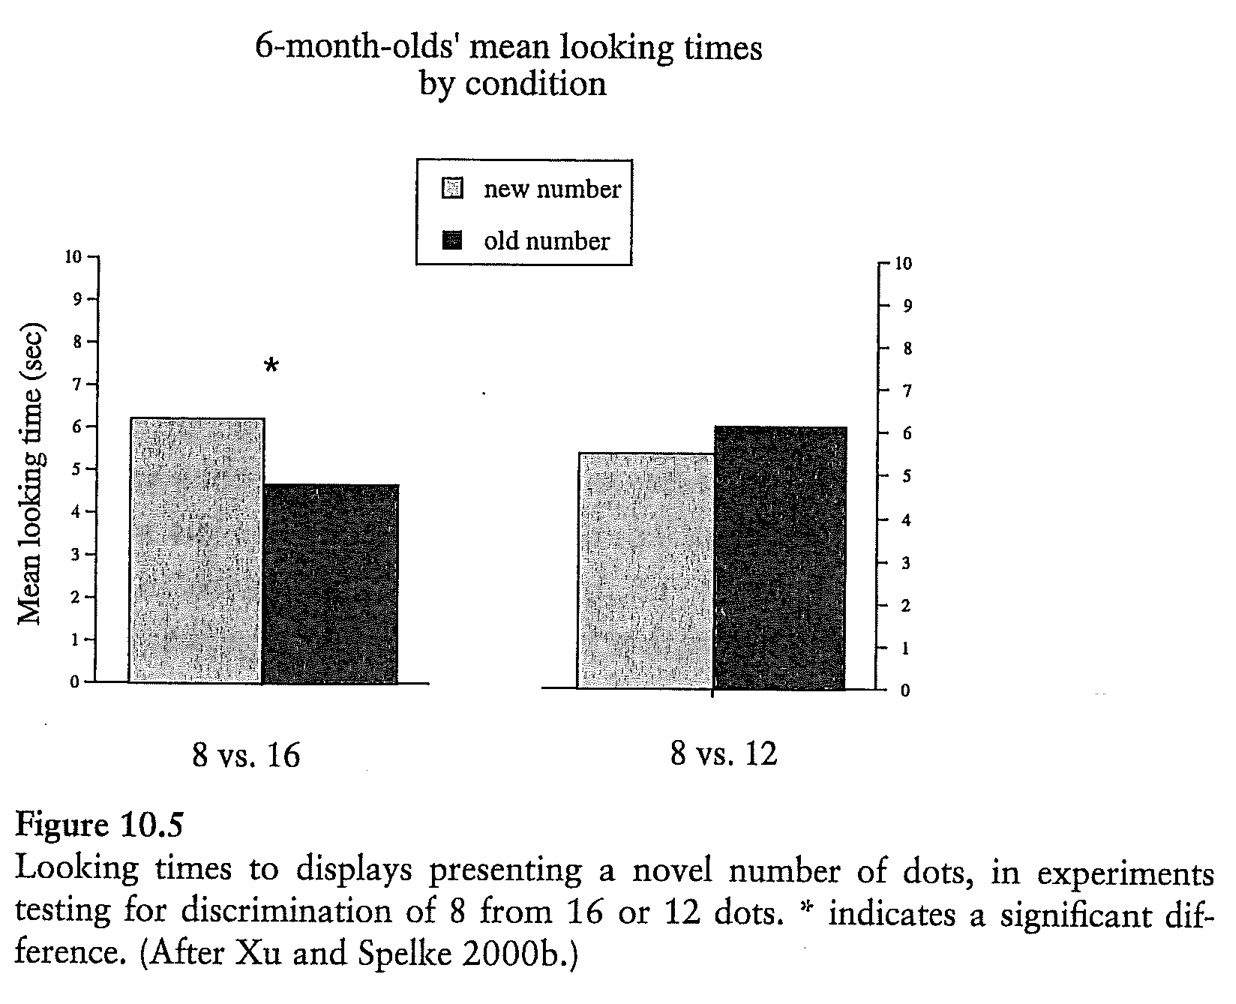 6-month-olds' mean looking times
by condition
new number
old number
Mean looking time (sec)
10
9
8
7
6
5
4
3
2
1
0
*
10
9
8
7
6
5
4
3
2
1
0
8 vs. 16
8 vs. 12
Figure 10.5
Looking times to displays presenting a novel number of dots, in experiments
testing for discrimination of 8 from 16 or 12 dots. * indicates a significant dif-
ference. (After Xu and Spelke 2000b.)